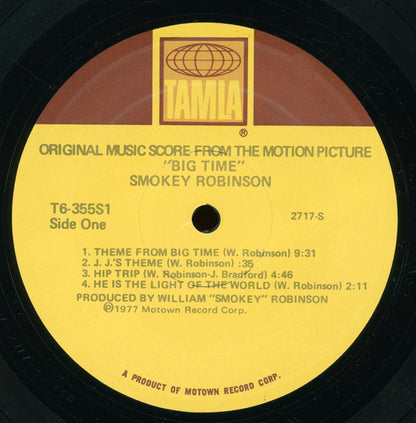 TAMLA
®
ORIGINAL MUSIC SCORE FROM THE MOTION PICTURE
"BIG TIME"
SMOKEY ROBINSON
T6-355S1
Side One
2717-S
1. THEME FROM BIG TIME (W. Robinson) 9:31
2. J. J.'S THEME (W. Robinson) :35
3. HIP TRIP (W. Robinson-J. Bradford) 4:46
4. HE IS THE LIGHT OF THE WORLD (W. Robinson) 2:11
PRODUCED BY WILLIAM "SMOKEY" ROBINSON
℗1977 Motown Record Corp.
A PRODUCT OF MOTOWN RECORD CORP.